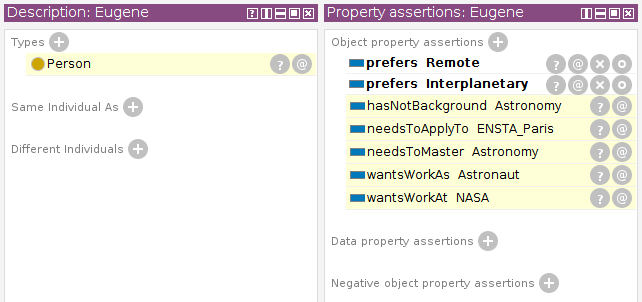 Description: Eugene
Types
Person
Same Individual As
Different Individuals
Property assertions: Eugene
Object property assertions
prefers Remote
prefers Interplanetary
hasNotBackground Astronomy
needsToApplyTo ENSTA_Paris
needsToMaster Astronomy
wantsWorkAs Astronaut
wantsWorkAt NASA
Data property assertions
Negative object property assertions